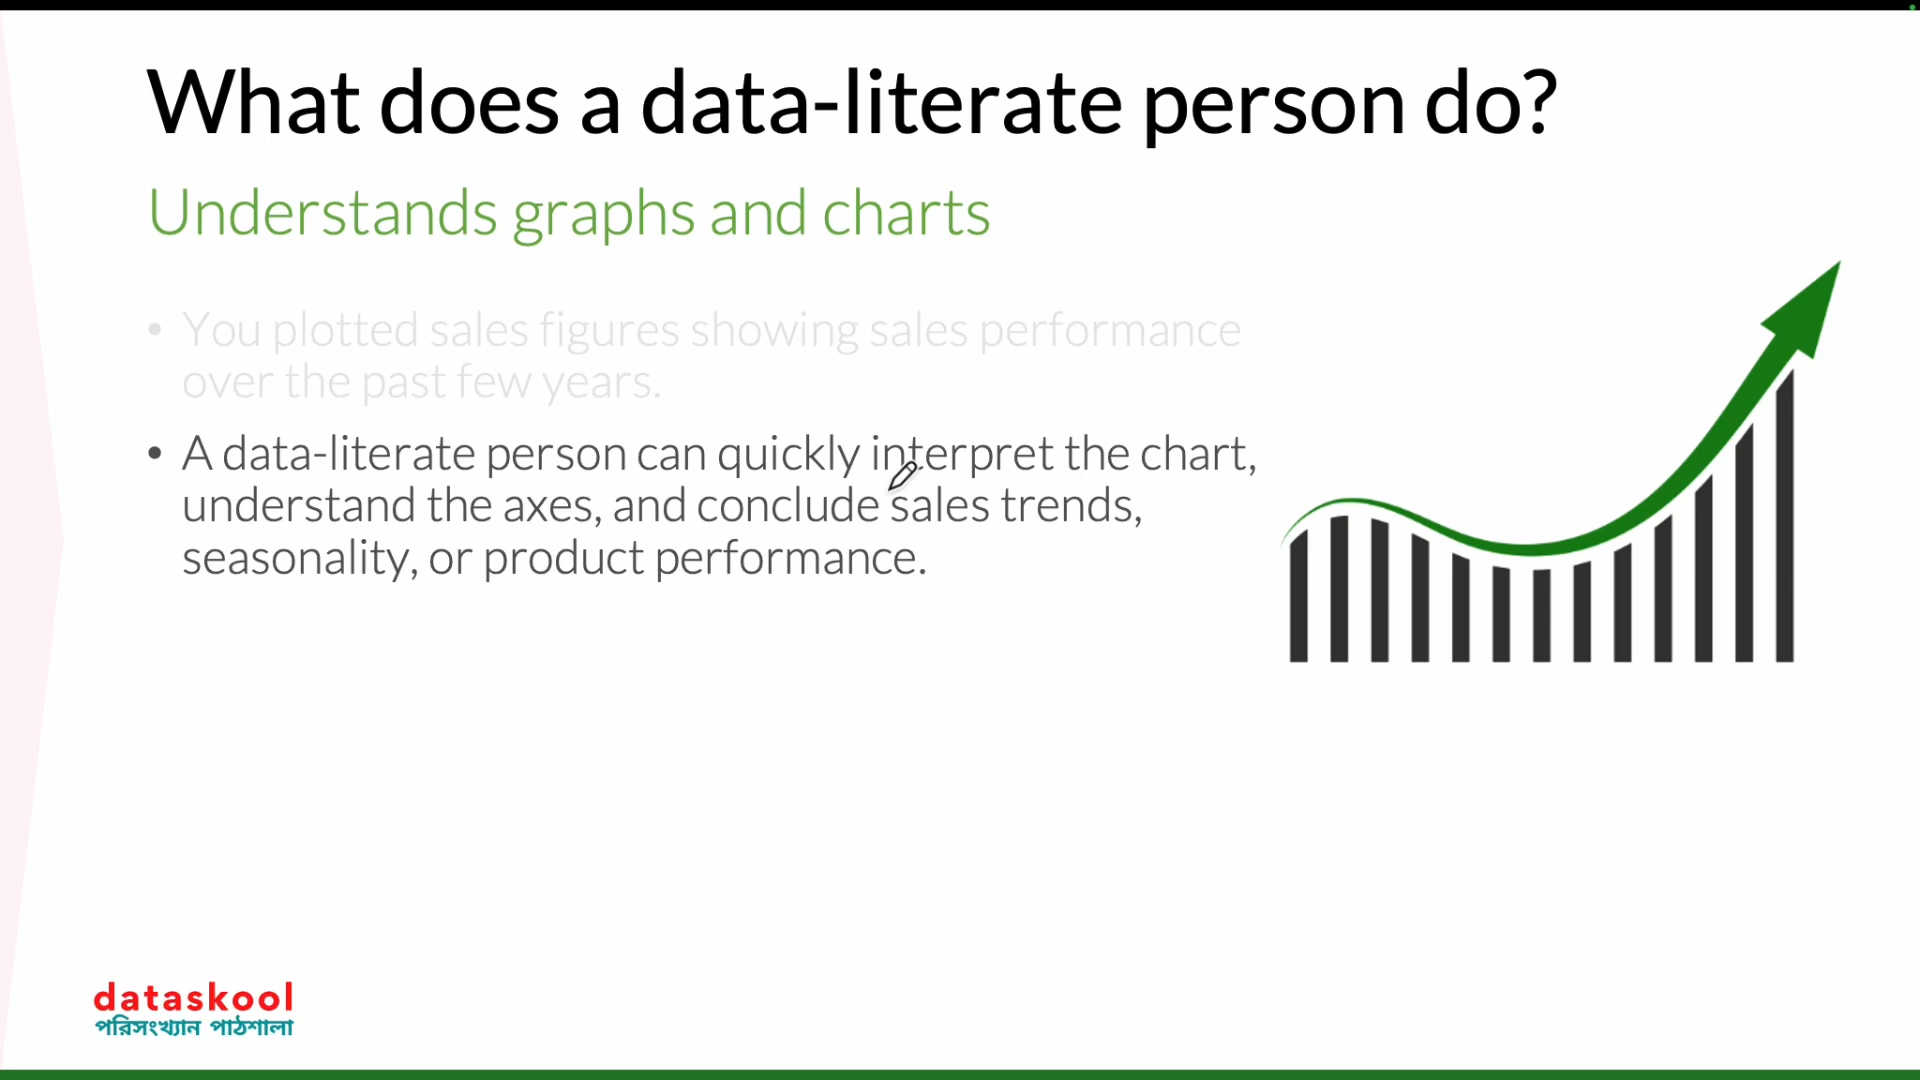 What does a data-literate person do?
Understands graphs and charts
• You plotted sales figures showing sales performance
over the past few years.
• A data-literate person can quickly interpret the chart,
understand the axes, and conclude sales trends,
seasonality, or product performance.
dataskool
পরিসংখ্যান পাঠশালা